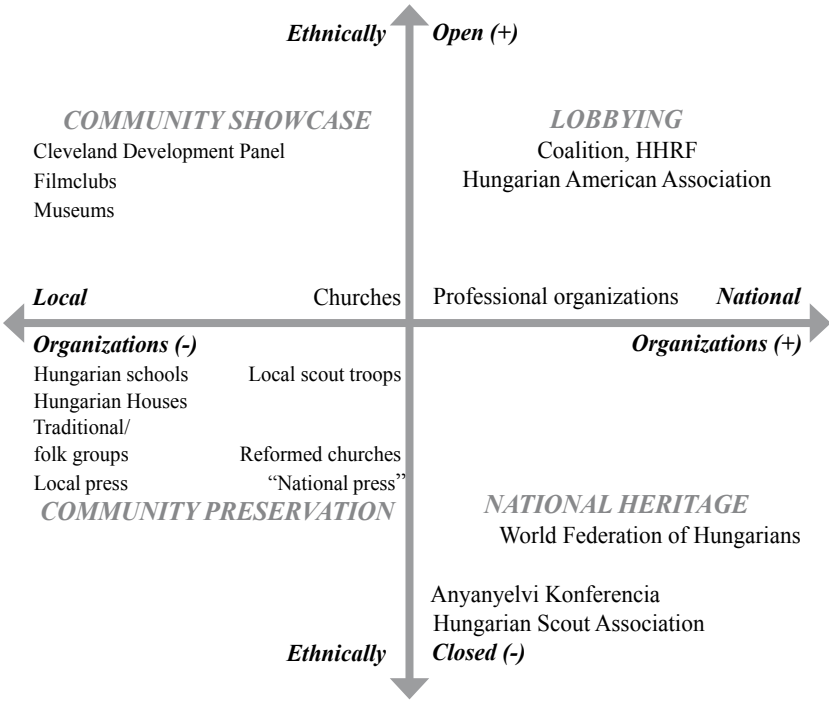 Ethnically Open (+)
COMMUNITY SHOWCASE
Cleveland Development Panel
Filmclubs
Museums
LOBBYING
Coalition, HHRF
Hungarian American Association
Local Churches Professional organizations National
Organizations (-) Organizations (+)
Hungarian schools Local scout troops
Hungarian Houses
Traditional/
folk groups Reformed churches
Local press “National press”
COMMUNITY PRESERVATION
NATIONAL HERITAGE
World Federation of Hungarians
Anyanyelvi Konferencia
Hungarian Scout Association
Ethnically Closed (-)